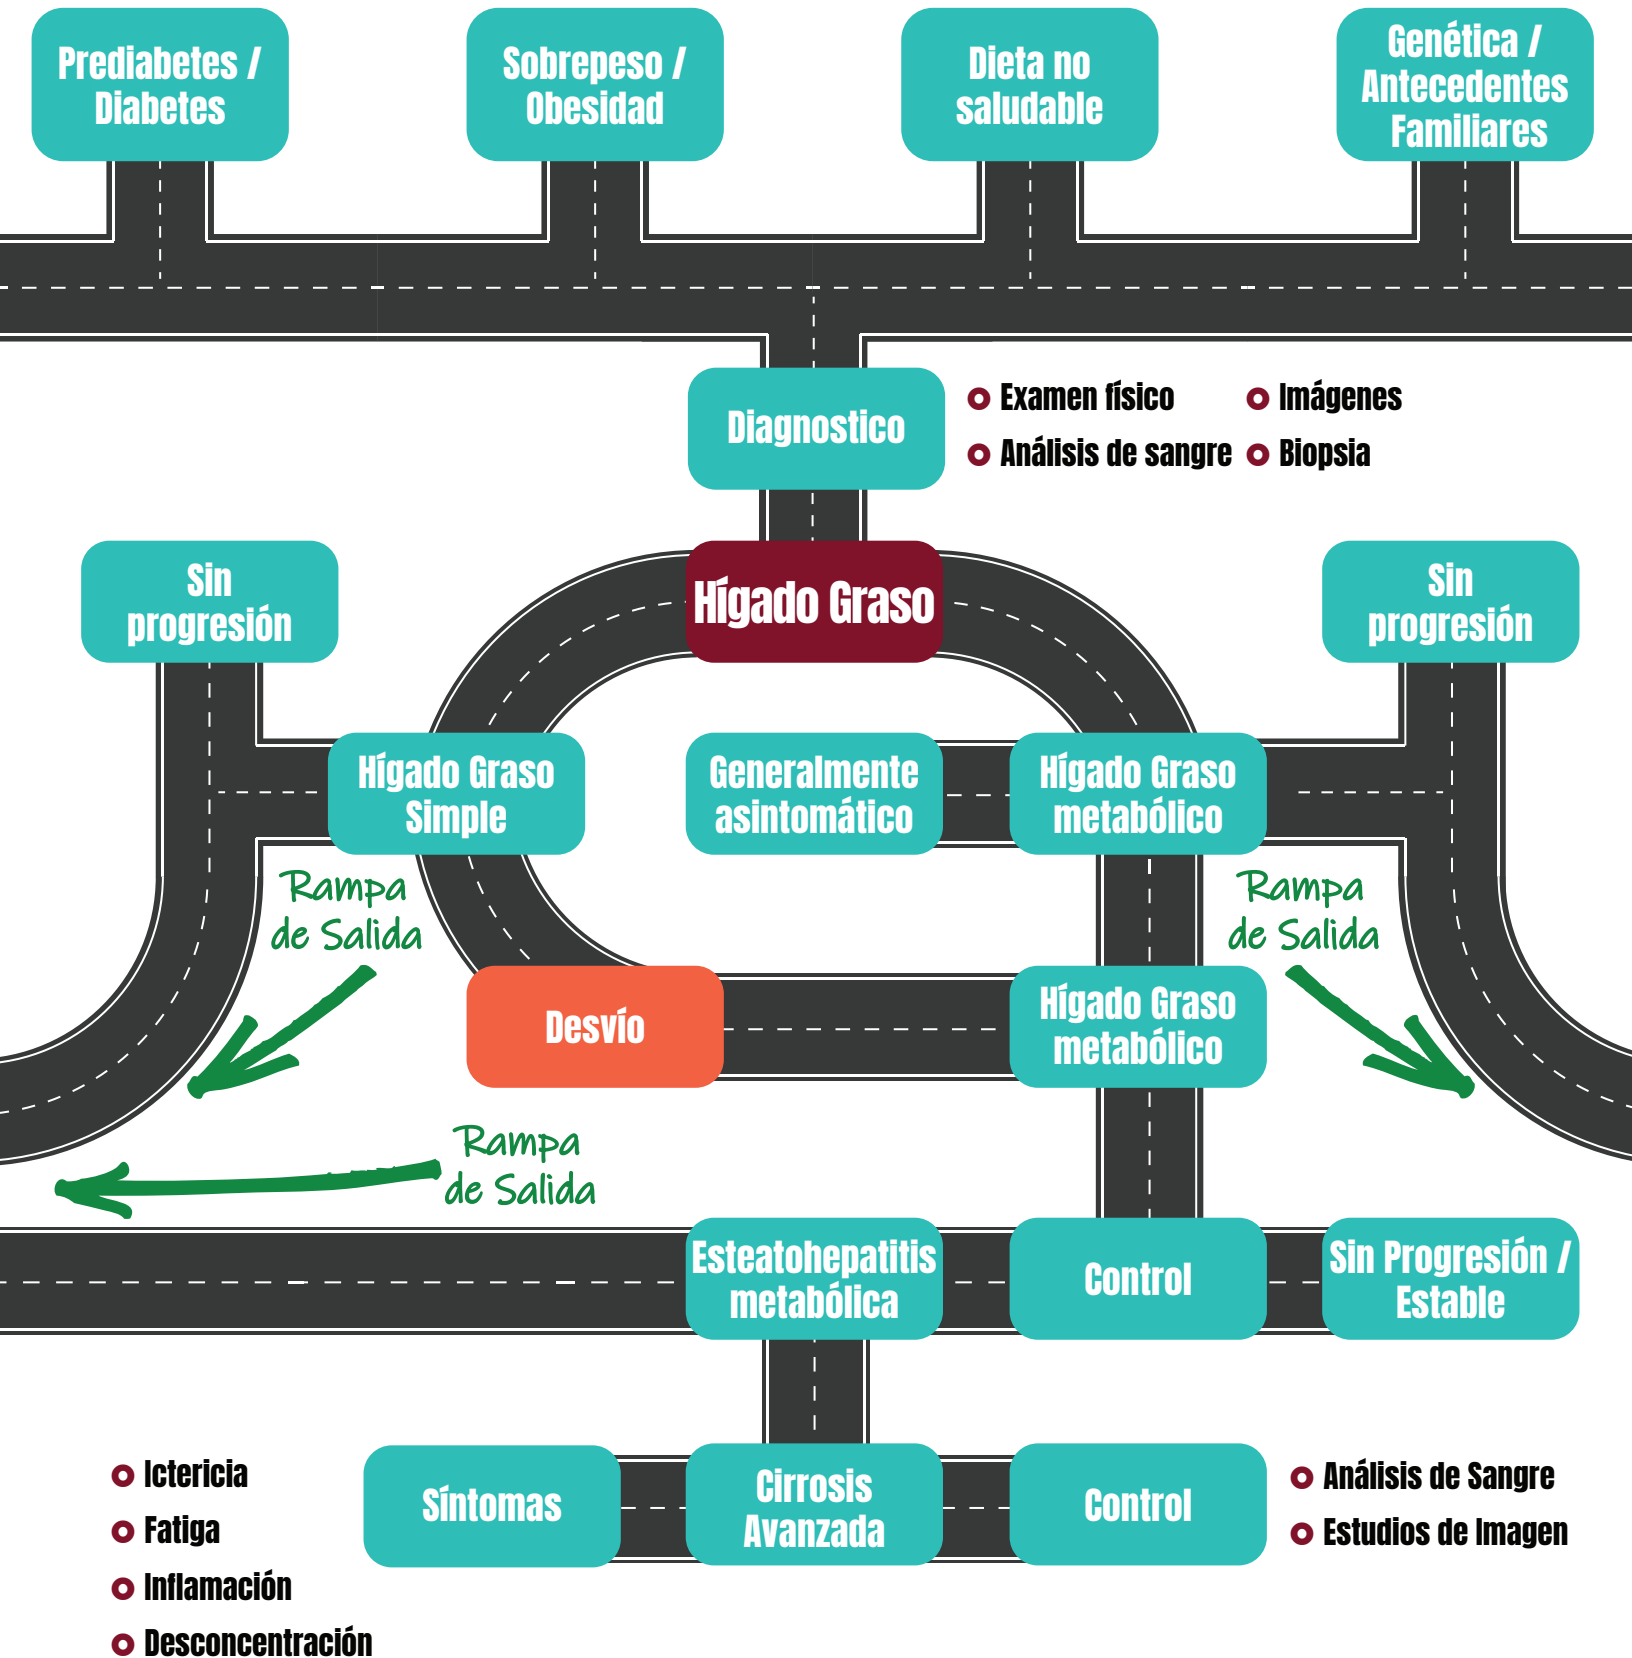 Prediabetes /
Diabetes
Sobrepeso /
Obesidad
Dieta no
saludable
Genética /
Antecedentes
Familiares
Diagnostico
Examen físico
Imágenes
Análisis de sangre
Biopsia
Hígado Graso
Sin
progresión
Sin
progresión
Hígado Graso
Simple
Generalmente
asintomático
Hígado Graso
metabólico
Rampa
de Salida
Rampa
de Salida
Desvío
Hígado Graso
metabólico
Rampa
de Salida
Esteatohepatitis
metabólica
Control
Sin Progresión /
Estable
Ictericia
Fatiga
Inflamación
Desconcentración
Síntomas
Cirrosis
Avanzada
Control
Análisis de Sangre
Estudios de Imagen